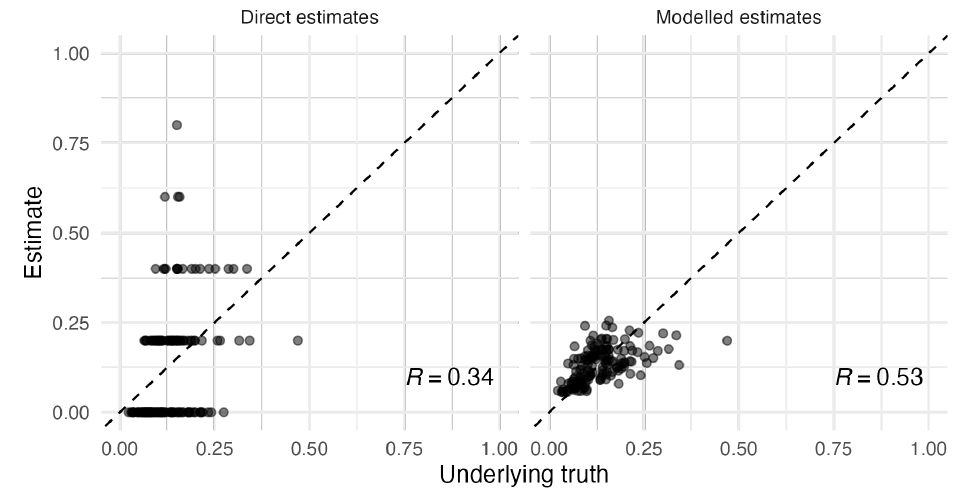 Direct estimates
Modelled estimates
Estimate
1.00
0.75
0.50
0.25
0.00
R = 0.34
R = 0.53
0.00 0.25 0.50 0.75 1.00
0.00 0.25 0.50 0.75 1.00
Underlying truth